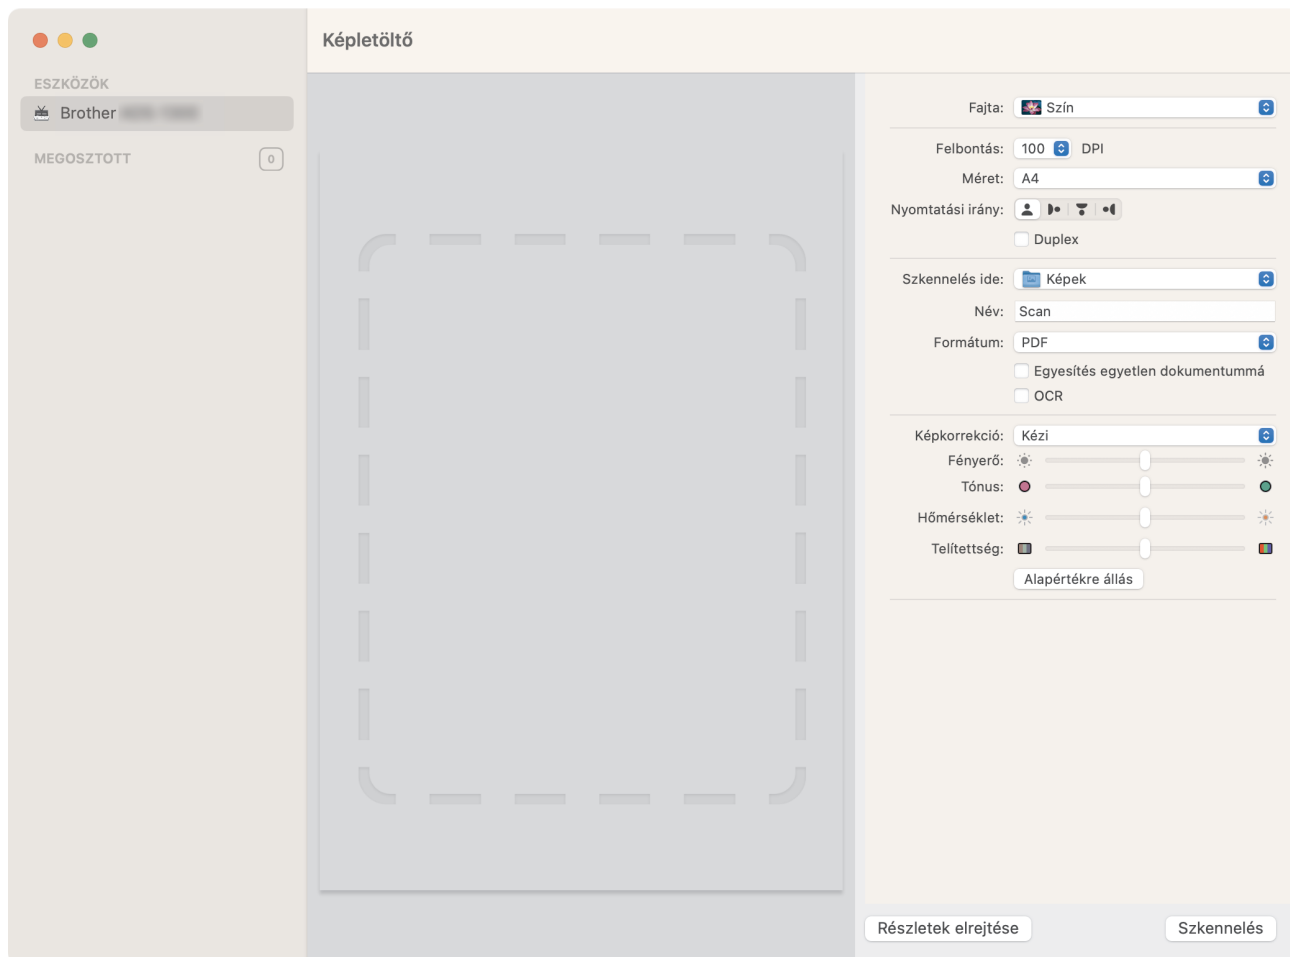 Képletöltő
ESZKÖZÖK
Brother
MEGOSZTOTT 0
Fajta: Szín
Felbontás: 100 DPI
Méret: A4
Nyomtatási irány:
Duplex
Szkennelés ide: Képek
Név: Scan
Formátum: PDF
Egyesítés egyetlen dokumentummá
OCR
Képkorrekció: Kézi
Fényerő:
Tónus:
Hőmérséklet:
Telítettség:
Alapértékre állás
Részletek elrejtése Szkennelés